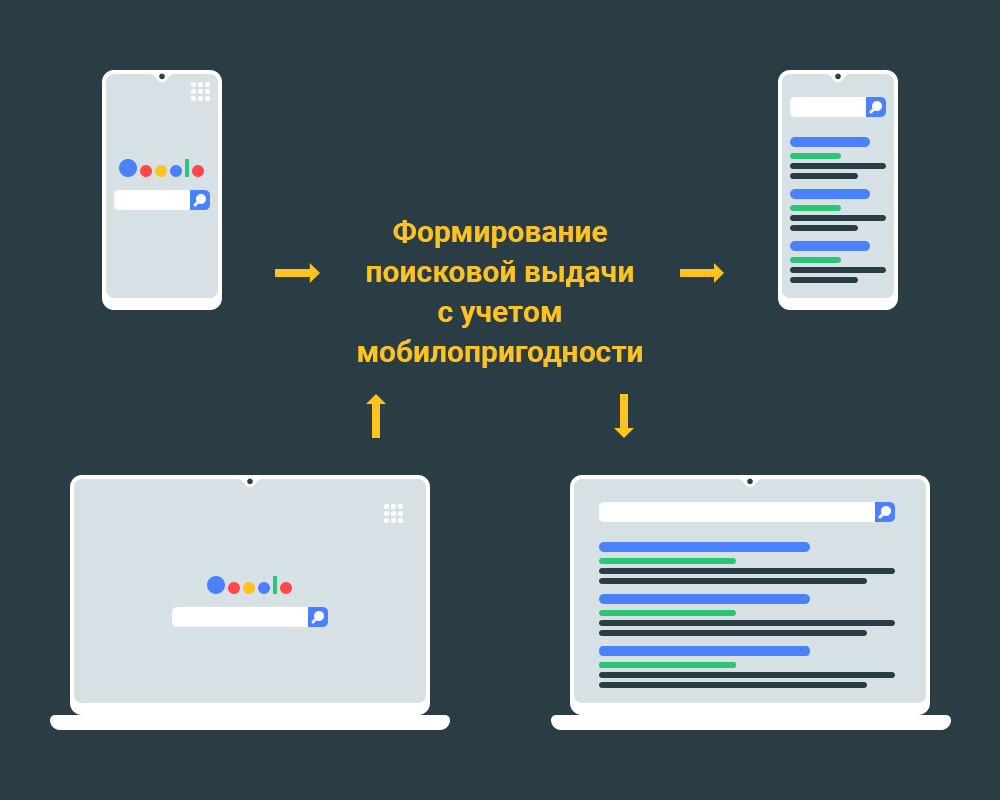 Формирование
поисковой выдачи
с учетом
мобилопригодности